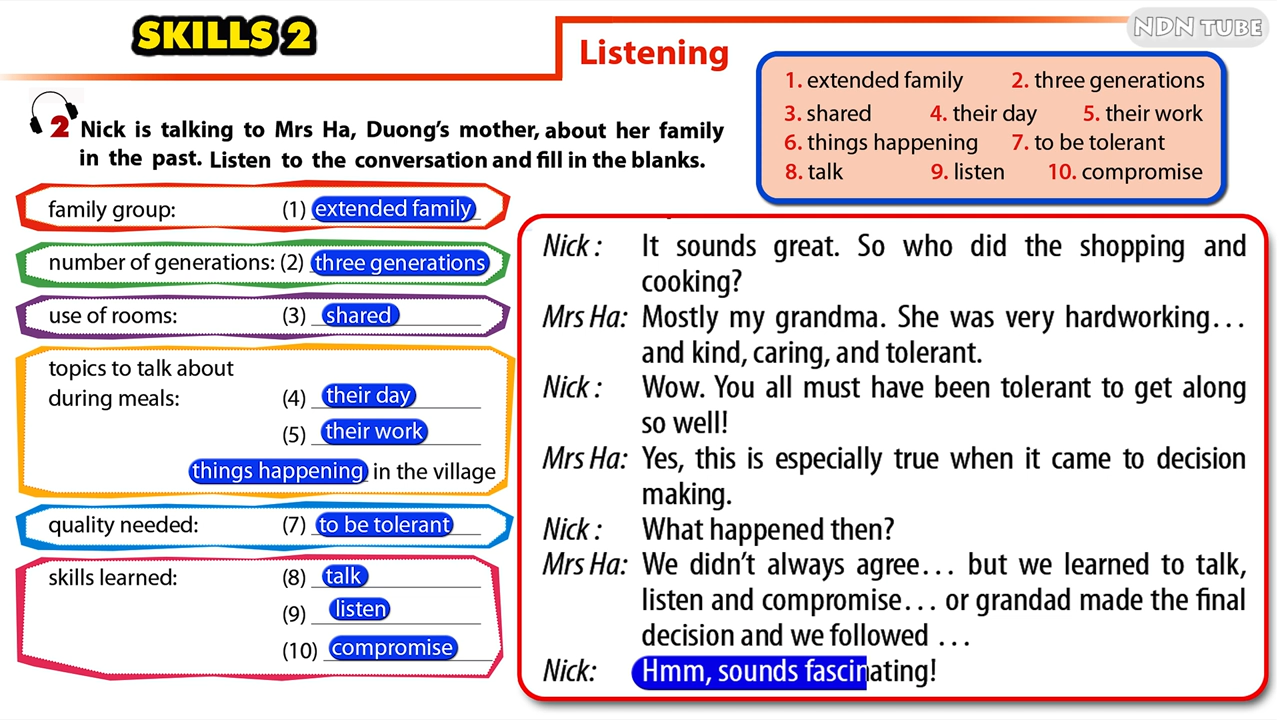 SKILLS 2
Listening
NDN TUBE
1. extended family 2. three generations
3. shared 4. their day 5. their work
6. things happening 7. to be tolerant
8. talk 9. listen 10. compromise
2 Nick is talking to Mrs Ha, Duong's mother, about her family
in the past. Listen to the conversation and fill in the blanks.
family group: (1) extended family
number of generations: (2) three generations
use of rooms: (3) shared
topics to talk about
during meals: (4) their day
(5) their work
things happening in the village
quality needed: (7) to be tolerant
skills learned: (8) talk
(9) listen
(10) compromise
Nick : It sounds great. So who did the shopping and
cooking?
Mrs Ha: Mostly my grandma. She was very hardworking…
and kind, caring, and tolerant.
Nick : Wow. You all must have been tolerant to get along
so well!
Mrs Ha: Yes, this is especially true when it came to decision
making.
Nick : What happened then?
Mrs Ha: We didn't always agree… but we learned to talk,
listen and compromise… or grandad made the final
decision and we followed …
Nick: Hmm, sounds fascinating!